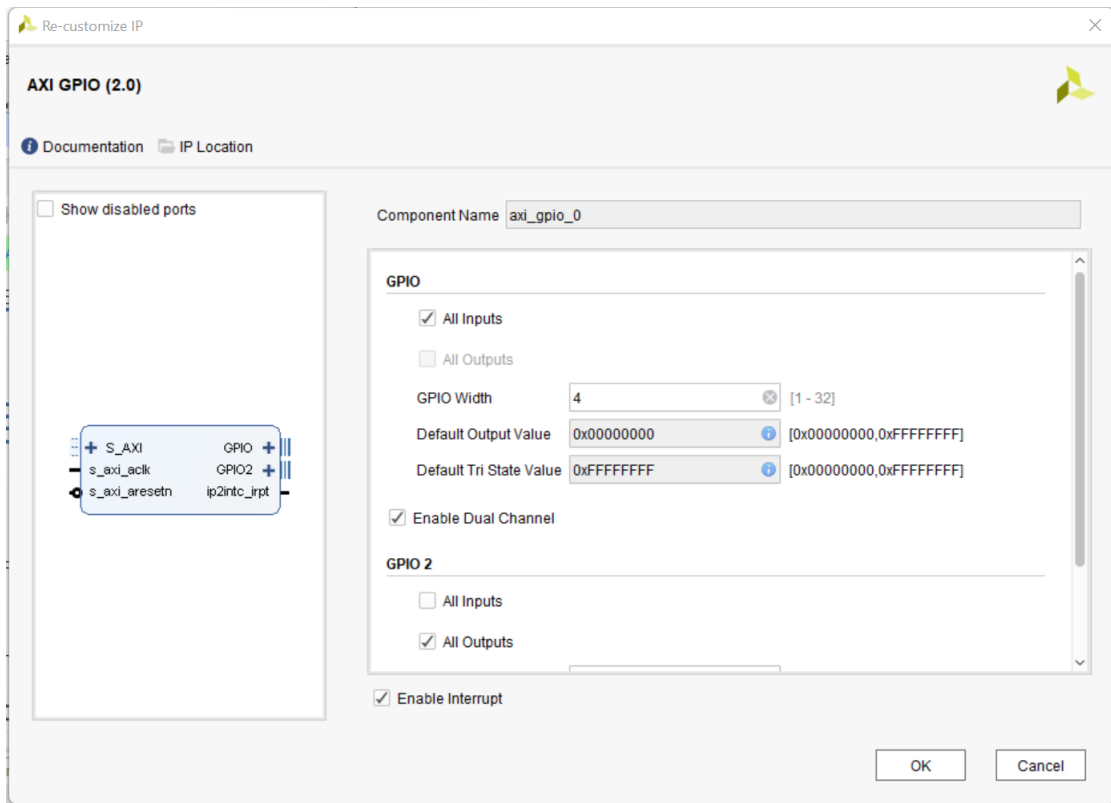 Re-customize IP
AXI GPIO (2.0)
Documentation IP Location
Show disabled ports
S_AXI
s_axi_aclk
s_axi_aresetn
GPIO
GPIO2
ip2intc_irpt
Component Name axi_gpio_0
GPIO
All Inputs
All Outputs
GPIO Width 4 [1 - 32]
Default Output Value 0x00000000 [0x00000000,0xFFFFFFFF]
Default Tri State Value 0xFFFFFFFF [0x00000000,0xFFFFFFFF]
Enable Dual Channel
GPIO 2
All Inputs
All Outputs
Enable Interrupt
OK Cancel